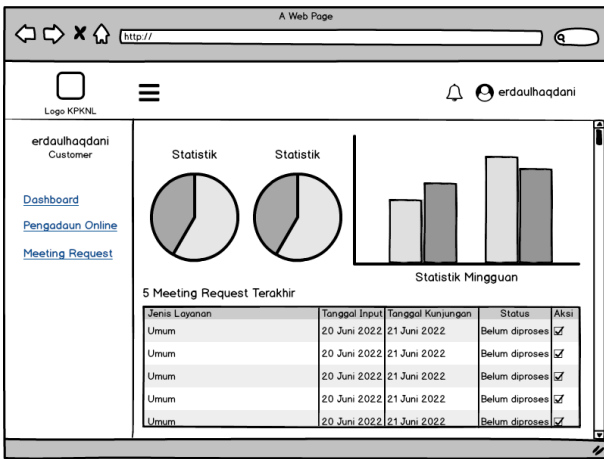 A Web Page
http://
Logo KPKNL
erdaulhaqdani
erdaulhaqdani
Customer
Dashboard
Pengadaun Online
Meeting Request
Statistik
Statistik
Statistik Mingguan
5 Meeting Request Terakhir
Jenis Layanan Tanggal Input Tanggal Kunjungan Status Aksi
Umum 20 Juni 2022 21 Juni 2022 Belum diproses
Umum 20 Juni 2022 21 Juni 2022 Belum diproses
Umum 20 Juni 2022 21 Juni 2022 Belum diproses
Umum 20 Juni 2022 21 Juni 2022 Belum diproses
Umum 20 Juni 2022 21 Juni 2022 Belum diproses